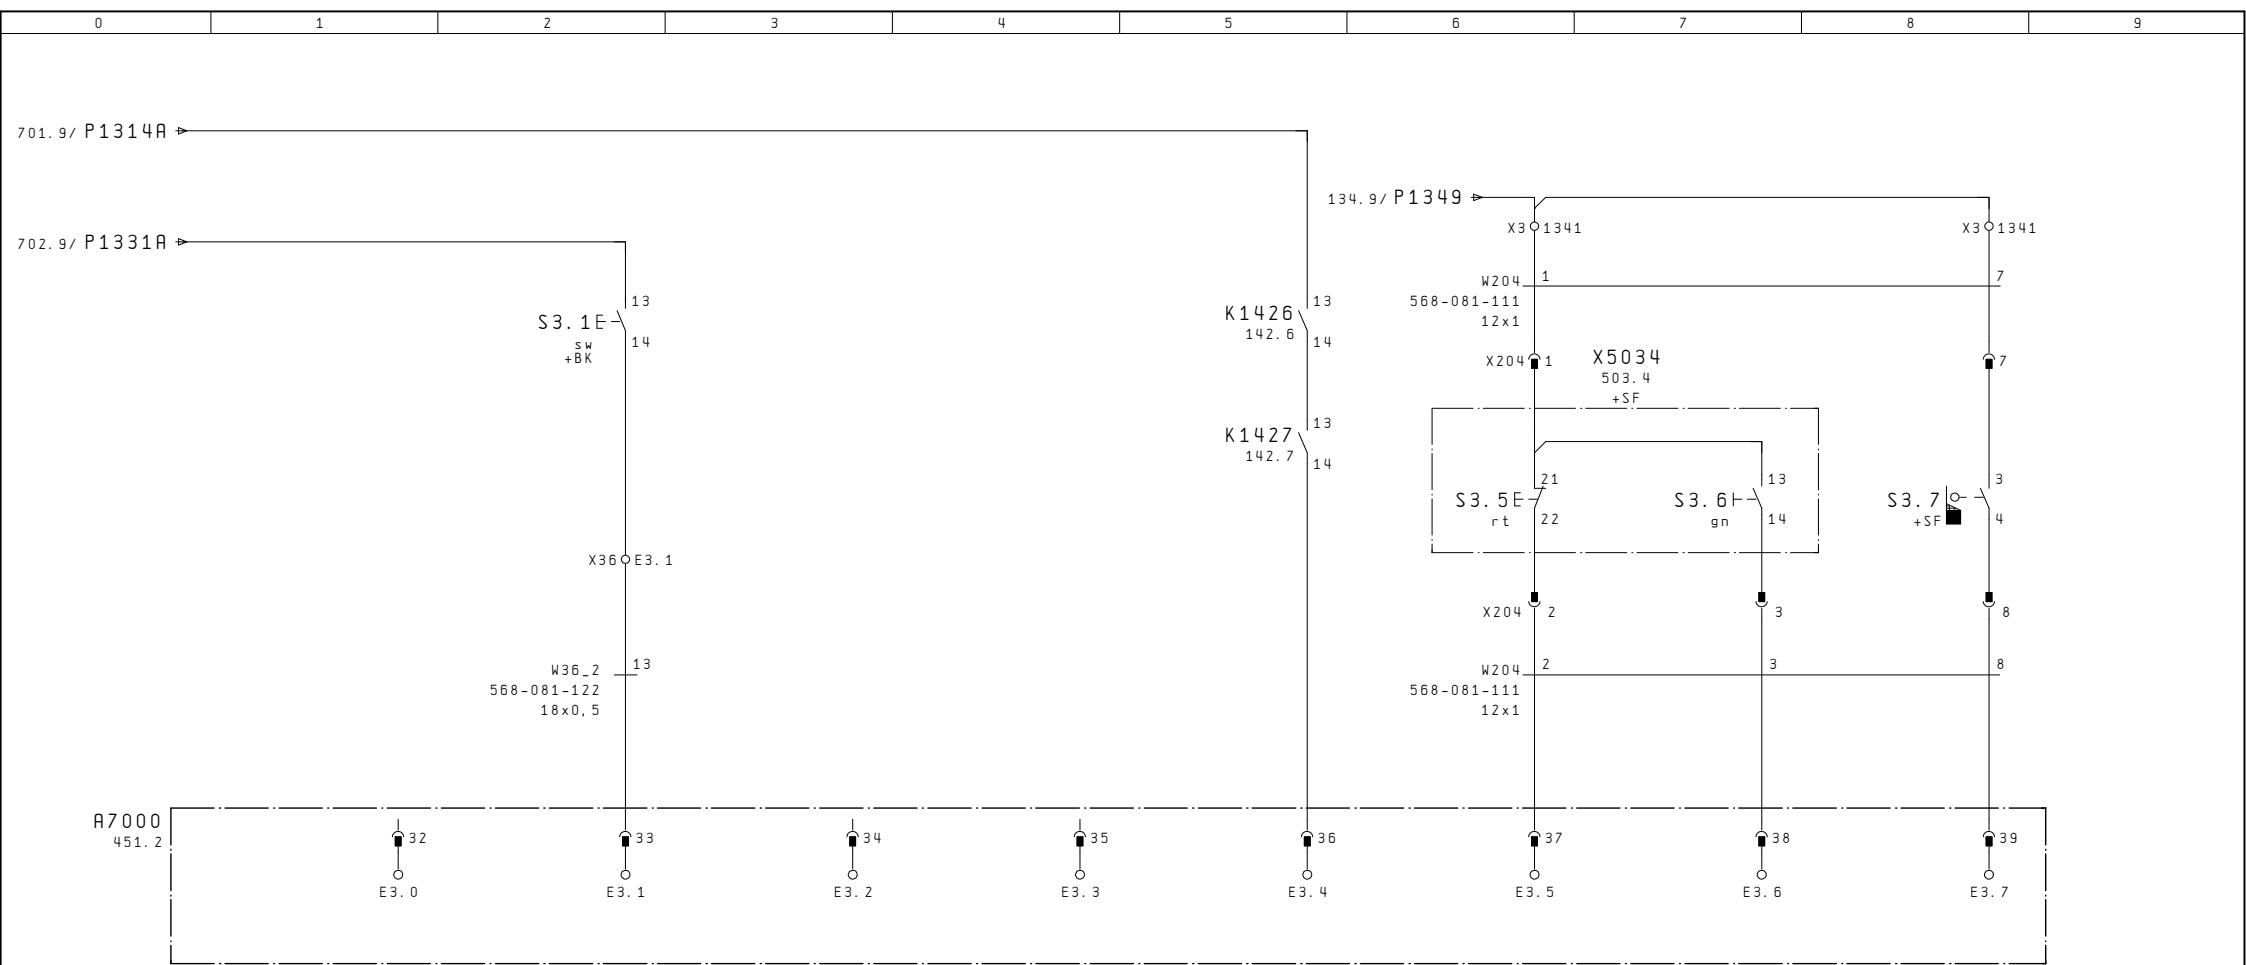 0 1 2 3 4 5 6 7 8 9
701.9/ P1314A
134.9/ P1349
X3 1341 X3 1341
702.9/ P1331A
W204 1 7
568-081-111
12x1
13
S3.1
sw
+BK
14
K1426 13
142.6
14
X204 1 7
X5034
503.4
+SF
K1427 13
142.7
14
S3.5 21
rt
22
S3.6 13
gn
14
S3.7 3
+SF
4
X36 E3.1
X204 2 3 8
W36_2 13
568-081-122
18x0,5
W204 2 3 8
568-081-111
12x1
A7000
451.2
32 33 34 35 36 37 38 39
E3.0 E3.1 E3.2 E3.3 E3.4 E3.5 E3.6 E3.7